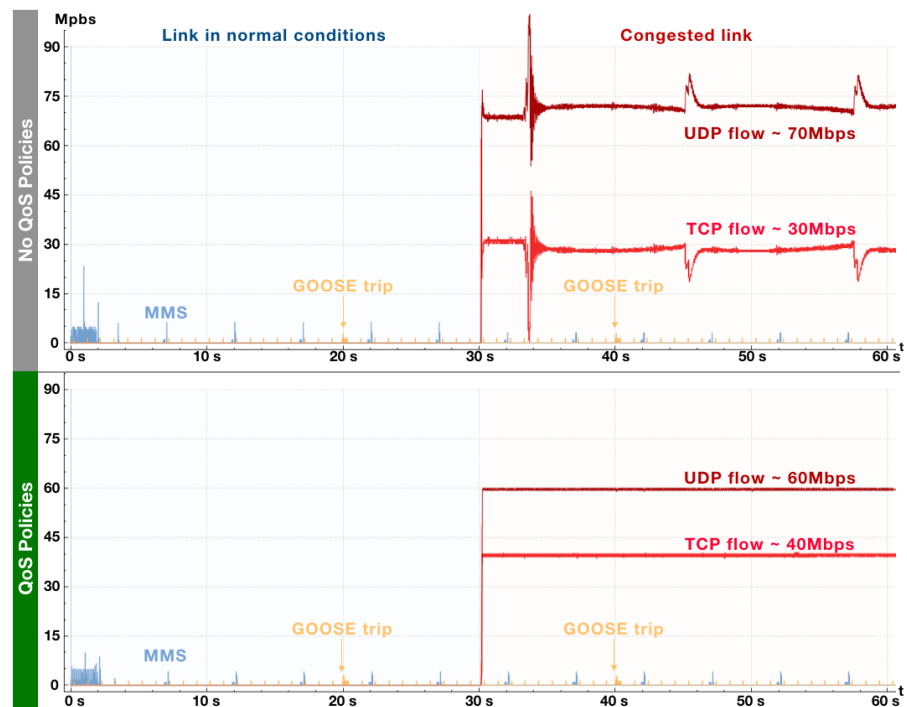 Mpbs
Link in normal conditions
Congested link
No QoS Policies
90
75
60
45
30
15
0
UDP flow ~ 70Mbps
TCP flow ~ 30Mbps
GOOSE trip
GOOSE trip
MMS
0 s
10 s
20 s
30 s
40 s
50 s
60 s
t
QoS Policies
90
75
60
45
30
15
0
UDP flow ~ 60Mbps
TCP flow ~ 40Mbps
GOOSE trip
GOOSE trip
MMS
0 s
10 s
20 s
30 s
40 s
50 s
60 s
t